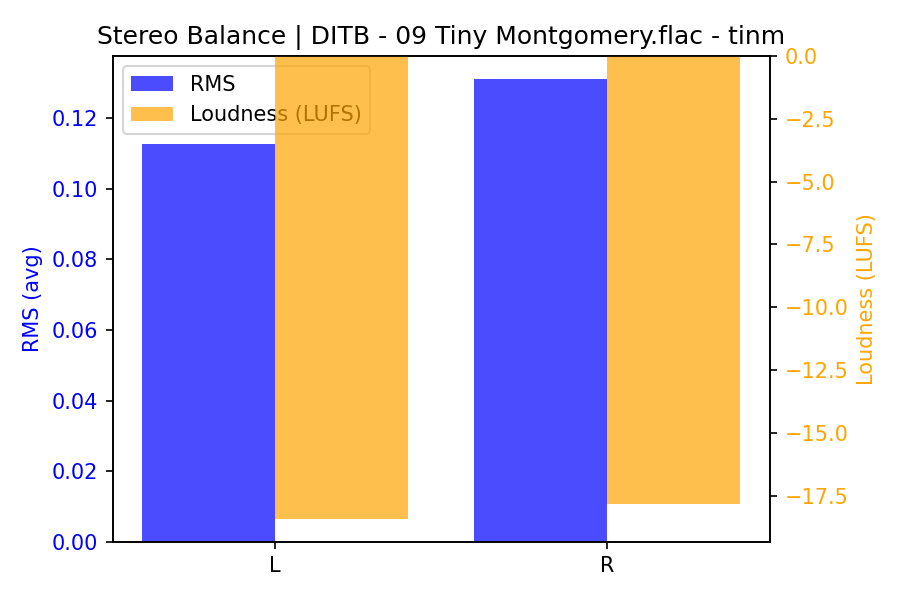 Stereo Balance | DITB - 09 Tiny Montgomery.flac - tinm
RMS
Loudness (LUFS)
RMS (avg)
0.12
0.10
0.08
0.06
0.04
0.02
0.00
L
R
0.0
−2.5
−5.0
−7.5
−10.0
−12.5
−15.0
−17.5
Loudness (LUFS)